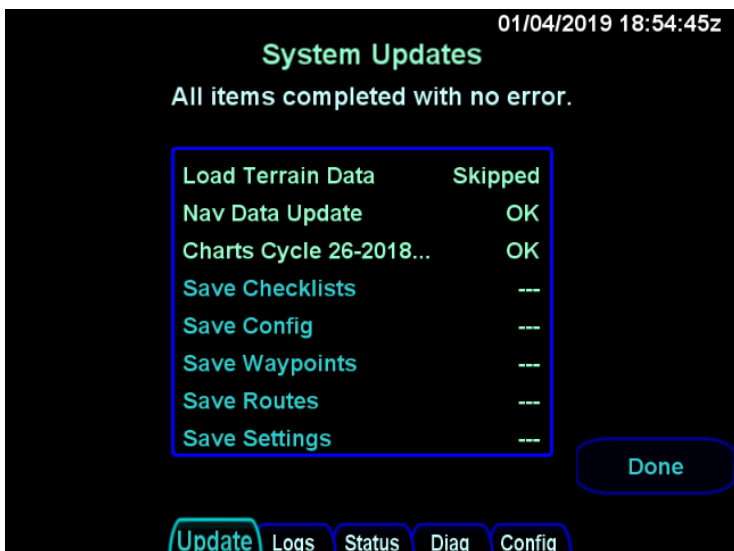 01/04/2019 18:54:45z
System Updates
All items completed with no error.
Load Terrain Data Skipped
Nav Data Update OK
Charts Cycle 26-2018... OK
Save Checklists ---
Save Config ---
Save Waypoints ---
Save Routes ---
Save Settings ---
Done
Update Logs Status Diag Config